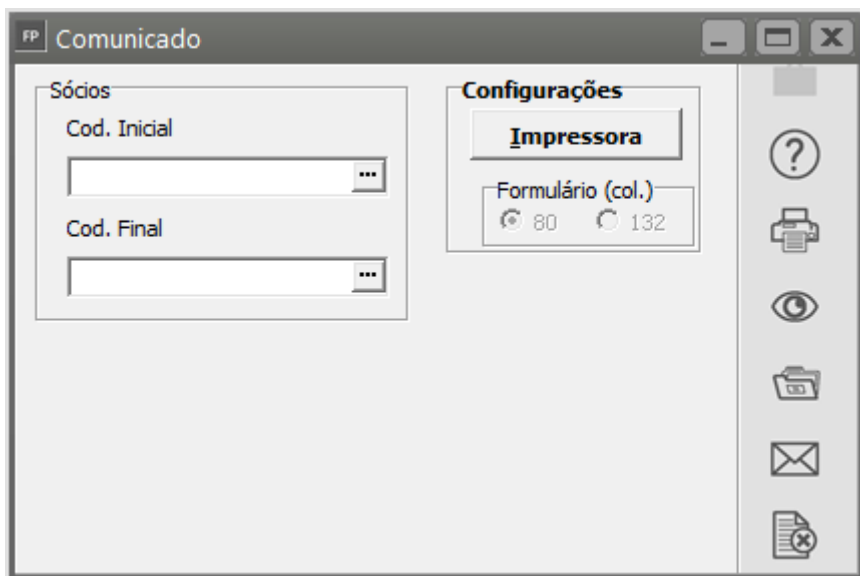 FP Comunicado
Sócios
Cod. Inicial
...
Cod. Final
...
Configurações
Impressora
Formulário (col.)
80 132
?